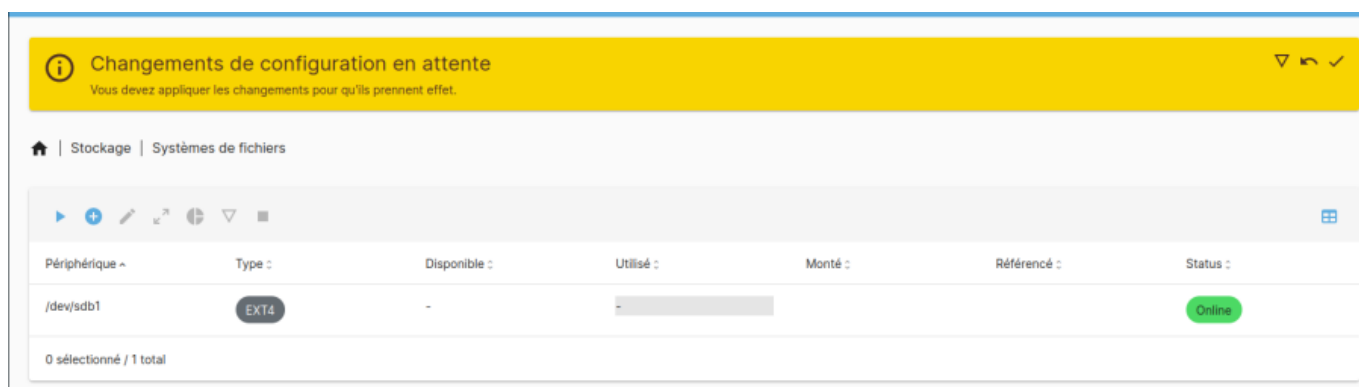 Changements de configuration en attente
Vous devez appliquer les changements pour qu'ils prennent effet.
| Stockage | Systèmes de fichiers
Périphérique Type Disponible Utilisé Monté Référencé Status
/dev/sdb1 EXT4 - - Online
0 sélectionné / 1 total